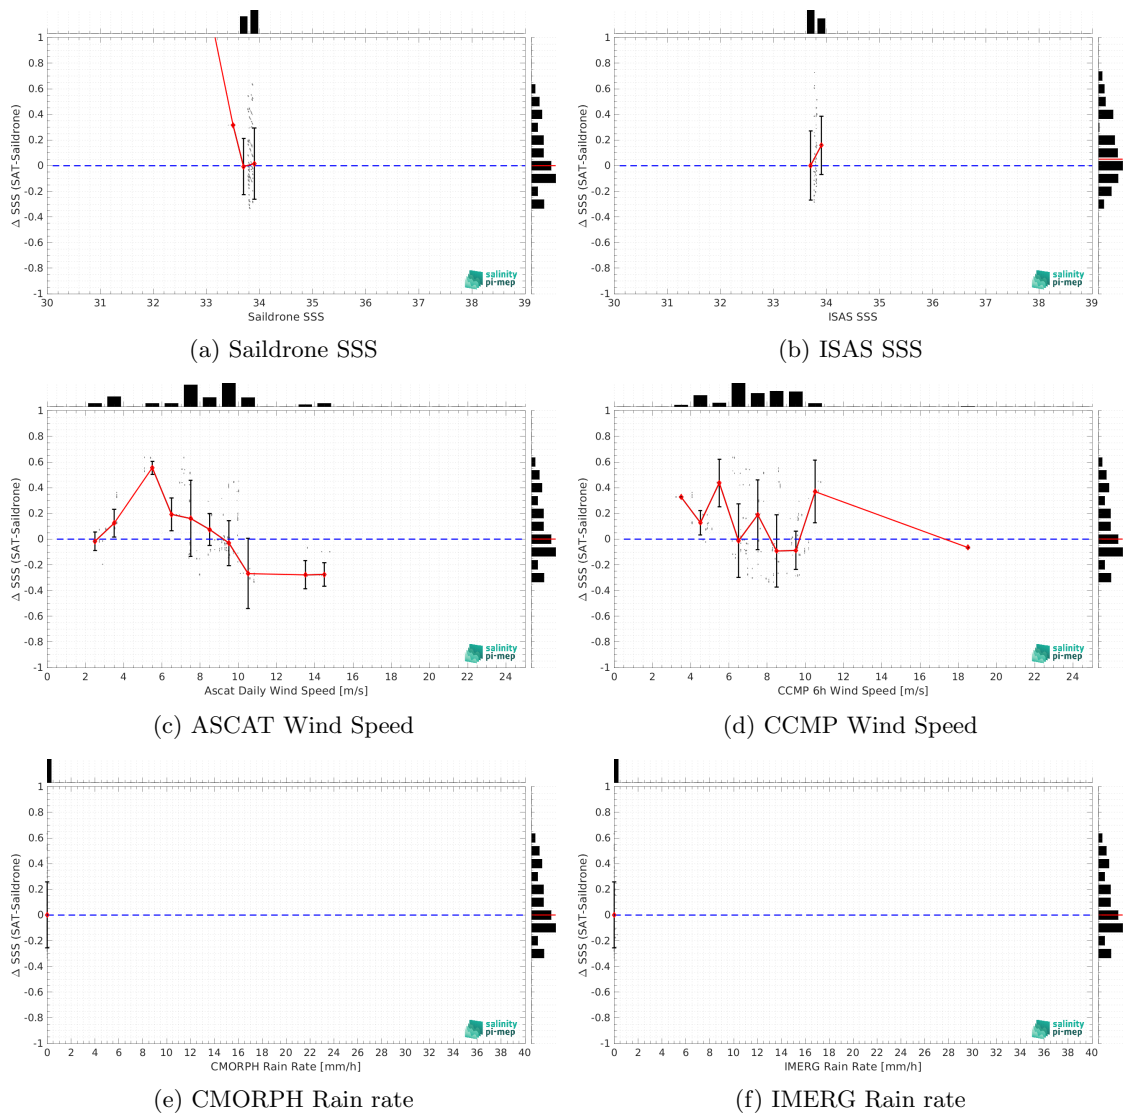 1
0.8
0.6
0.4
0.2
0
-0.2
-0.4
-0.6
-0.8
-1
Δ SSS (SAT-Saildrone)
30 31 32 33 34 35 36 37 38 39
Saildrone SSS
salinity
pi-mep
(a) Saildrone SSS
1
0.8
0.6
0.4
0.2
0
-0.2
-0.4
-0.6
-0.8
-1
Δ SSS (SAT-Saildrone)
30 31 32 33 34 35 36 37 38 39
ISAS SSS
salinity
pi-mep
(b) ISAS SSS
1
0.8
0.6
0.4
0.2
0
-0.2
-0.4
-0.6
-0.8
-1
Δ SSS (SAT-Saildrone)
0 2 4 6 8 10 12 14 16 18 20 22 24
Ascat Daily Wind Speed [m/s]
salinity
pi-mep
(c) ASCAT Wind Speed
1
0.8
0.6
0.4
0.2
0
-0.2
-0.4
-0.6
-0.8
-1
Δ SSS (SAT-Saildrone)
0 2 4 6 8 10 12 14 16 18 20 22 24
CCMP 6h Wind Speed [m/s]
salinity
pi-mep
(d) CCMP Wind Speed
1
0.8
0.6
0.4
0.2
0
-0.2
-0.4
-0.6
-0.8
-1
Δ SSS (SAT-Saildrone)
0 2 4 6 8 10 12 14 16 18 20 22 24 26 28 30 32 34 36 38 40
CMORPH Rain Rate [mm/h]
salinity
pi-mep
(e) CMORPH Rain rate
1
0.8
0.6
0.4
0.2
0
-0.2
-0.4
-0.6
-0.8
-1
Δ SSS (SAT-Saildrone)
0 2 4 6 8 10 12 14 16 18 20 22 24 26 28 30 32 34 36 38 40
IMERG Rain Rate [mm/h]
salinity
pi-mep
(f) IMERG Rain rate